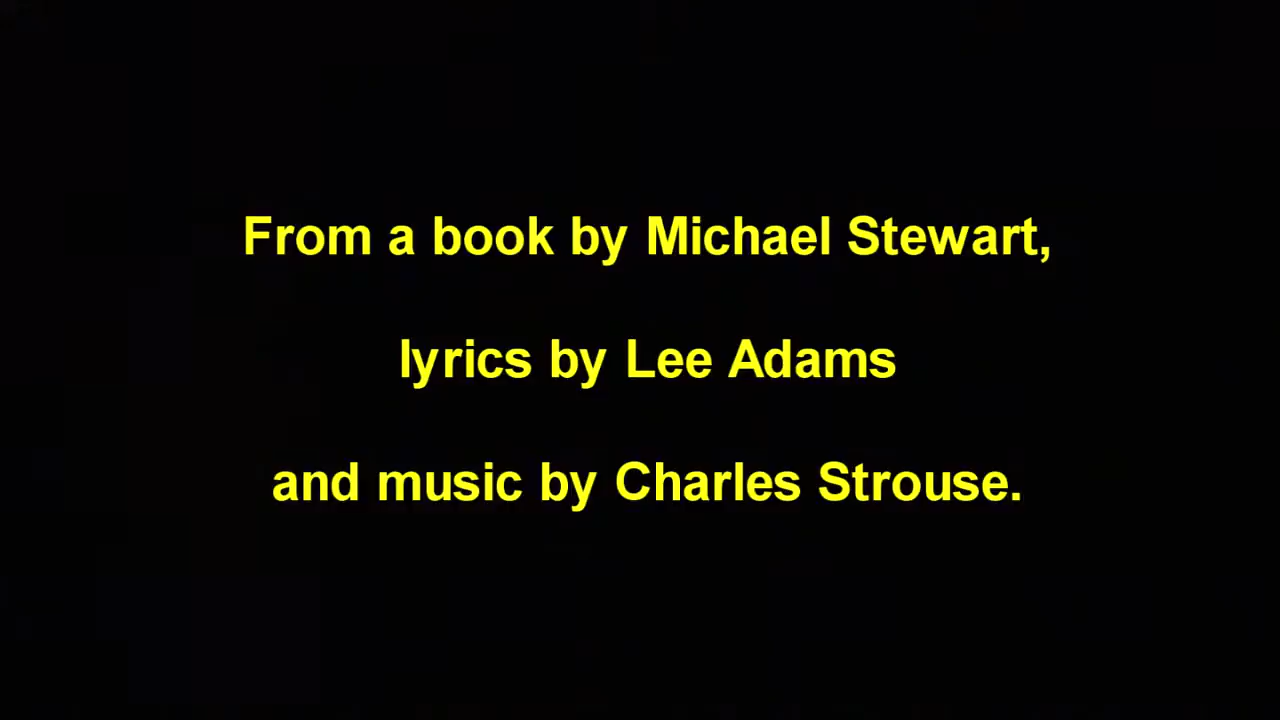 From a book by Michael Stewart,
lyrics by Lee Adams
and music by Charles Strouse.